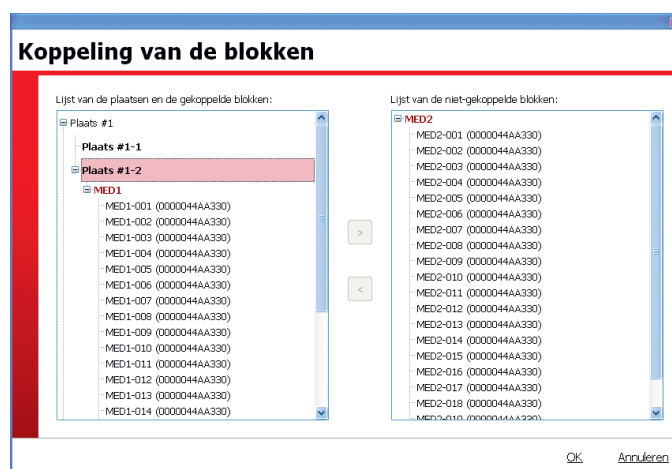 Koppeling van de blokken
Lijst van de plaatsen en de gekoppelde blokken:
Plaats #1
Plaats #1-1
Plaats #1-2
MED1
MED1-001 (0000044AA330)
MED1-002 (0000044AA330)
MED1-003 (0000044AA330)
MED1-004 (0000044AA330)
MED1-005 (0000044AA330)
MED1-006 (0000044AA330)
MED1-007 (0000044AA330)
MED1-008 (0000044AA330)
MED1-009 (0000044AA330)
MED1-010 (0000044AA330)
MED1-011 (0000044AA330)
MED1-012 (0000044AA330)
MED1-013 (0000044AA330)
MED1-014 (0000044AA330)
>
<
Lijst van de niet-gekoppelde blokken:
MED2
MED2-001 (0000044AA330)
MED2-002 (0000044AA330)
MED2-003 (0000044AA330)
MED2-004 (0000044AA330)
MED2-005 (0000044AA330)
MED2-006 (0000044AA330)
MED2-007 (0000044AA330)
MED2-008 (0000044AA330)
MED2-009 (0000044AA330)
MED2-010 (0000044AA330)
MED2-011 (0000044AA330)
MED2-012 (0000044AA330)
MED2-013 (0000044AA330)
MED2-014 (0000044AA330)
MED2-015 (0000044AA330)
MED2-016 (0000044AA330)
MED2-017 (0000044AA330)
MED2-018 (0000044AA330)
MED2-019 (0000044AA330)
OK Annuleren